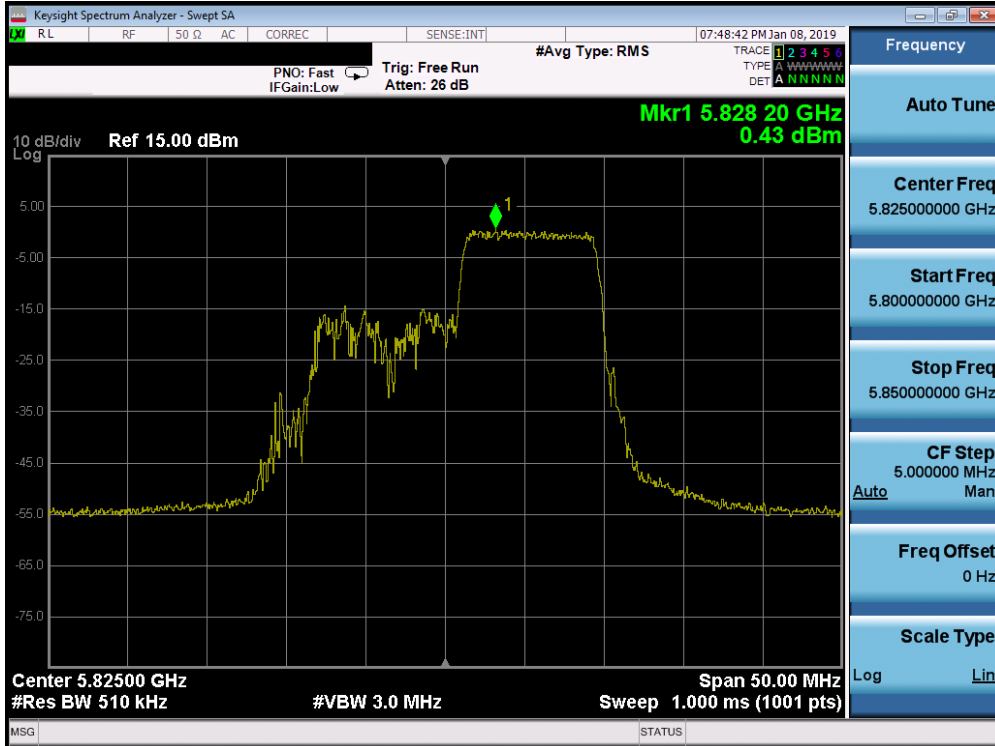 Keysight Spectrum Analyzer - Swept SA
LXI RL RF 50 Ω AC CORREC SENSE:INT 07:48:42 PM Jan 08, 2019
#Avg Type: RMS
TRACE 1 2 3 4 5 6
PNO: Fast Trig: Free Run
TYPE A WWWWW
IFGain:Low Atten: 26 dB
DET A N N N N N
Mkr1 5.828 20 GHz
0.43 dBm
10 dB/div Ref 15.00 dBm
Log
1
5.00
-5.00
-15.0
-25.0
-35.0
-45.0
-55.0
-65.0
-75.0
Center 5.82500 GHz Span 50.00 MHz
#Res BW 510 kHz #VBW 3.0 MHz Sweep 1.000 ms (1001 pts)
MSG STATUS
Frequency
Auto Tune
Center Freq
5.825000000 GHz
Start Freq
5.800000000 GHz
Stop Freq
5.850000000 GHz
CF Step
5.000000 MHz
Auto Man
Freq Offset
0 Hz
Scale Type
Log Lin